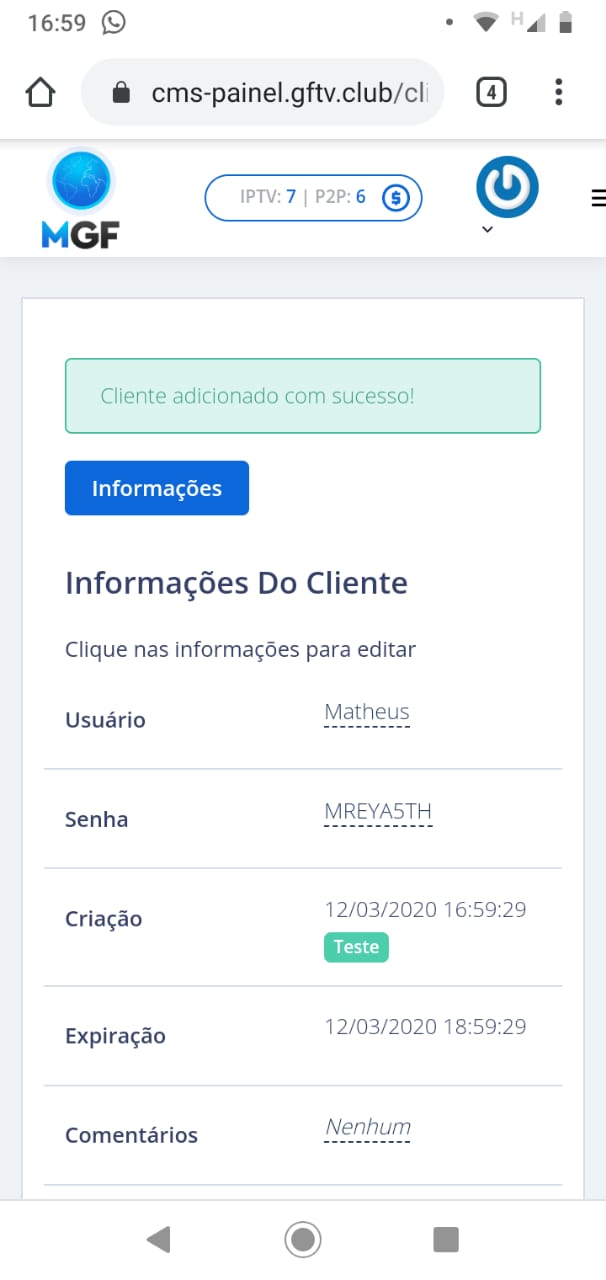 16:59
H
cms-painel.gftv.club/cli
4
IPTV: 7 | P2P: 6
MGF
Cliente adicionado com sucesso!
Informações
Informações Do Cliente
Clique nas informações para editar
Usuário Matheus
Senha MREYA5TH
Criação 12/03/2020 16:59:29
Teste
Expiração 12/03/2020 18:59:29
Comentários Nenhum